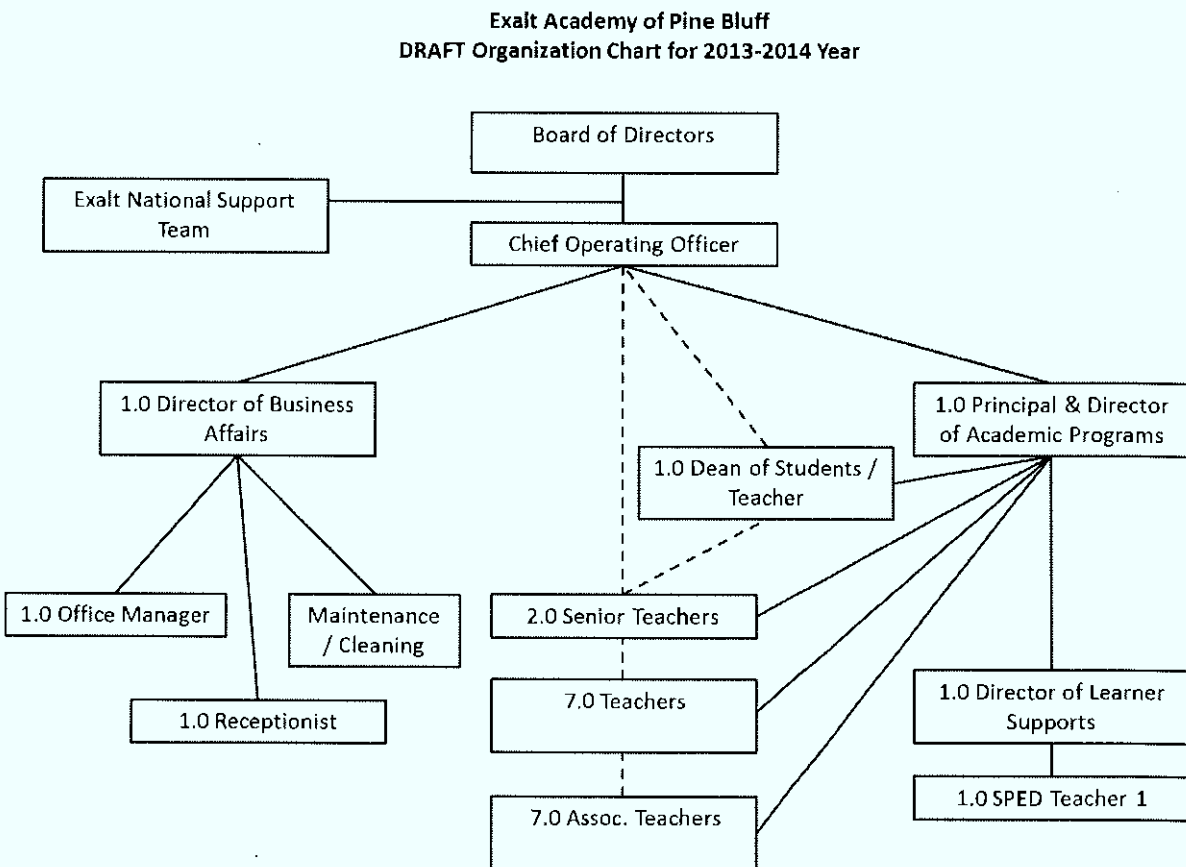 Exalt Academy of Pine Bluff
DRAFT Organization Chart for 2013-2014 Year
Board of Directors
Exalt National Support
Team
Chief Operating Officer
1.0 Director of Business
Affairs
1.0 Principal & Director
of Academic Programs
1.0 Dean of Students /
Teacher
1.0 Office Manager
Maintenance
/ Cleaning
2.0 Senior Teachers
1.0 Receptionist
7.0 Teachers
1.0 Director of Learner
Supports
1.0 SPED Teacher 1
7.0 Assoc. Teachers